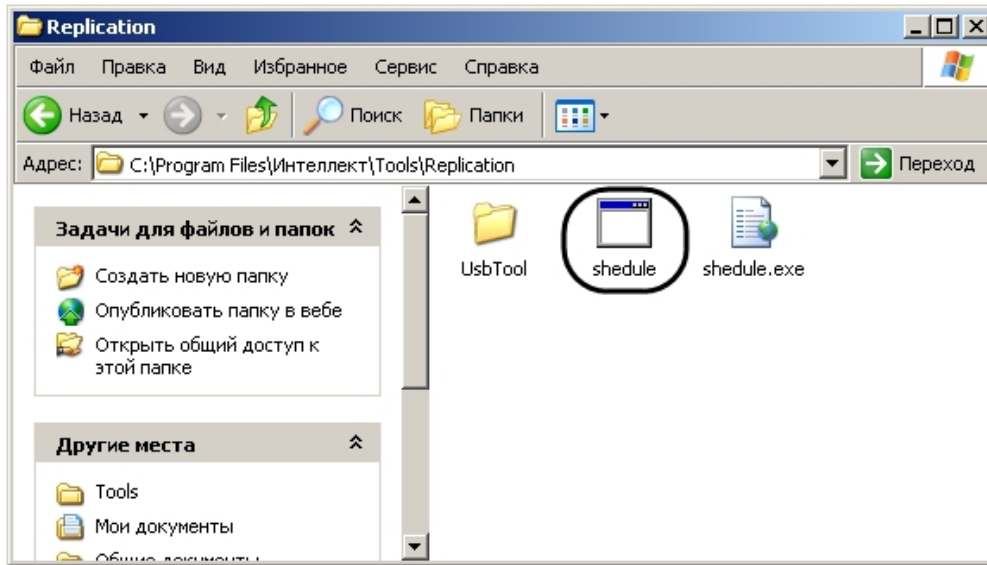 Replication
Файл Правка Вид Избранное Сервис Справка
Назад Поиск Папки
Адрес: C:\Program Files\Интеллект\Tools\Replication Переход
Задачи для файлов и папок
Создать новую папку
Опубликовать папку в вебе
Открыть общий доступ к
этой папке
Другие места
Tools
Мои документы
Общие документы
UsbTool shedule shedule.exe